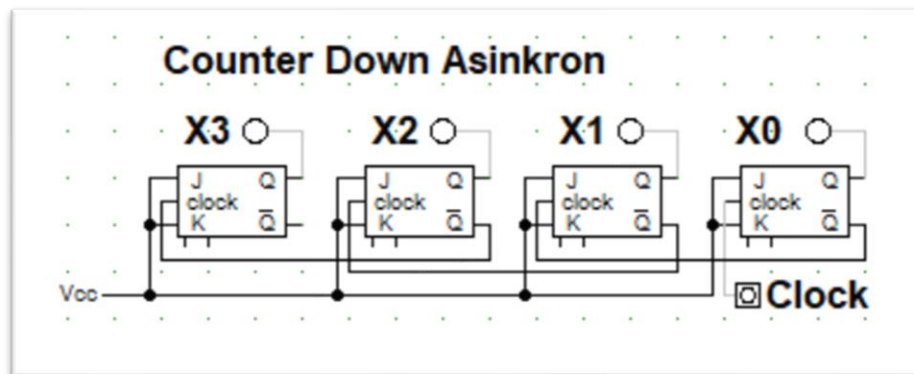 Counter Down Asinkron
X3 X2 X1 X0
J Q J Q J Q J Q
clock clock clock clock
K Q̅ K Q̅ K Q̅ K Q̅
Vcc Clock